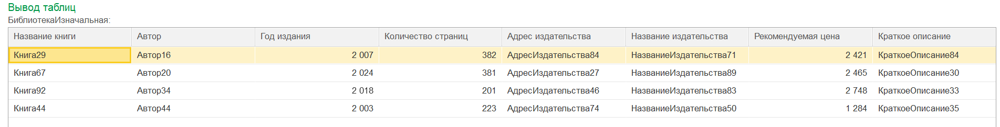 Вывод таблиц
БиблиотекаИзначальная:
Название книги Автор Год издания Количество страниц Адрес издательства Название издательства Рекомендуемая цена Краткое описание
Книга29 Автор16 2 007 382 АдресИздательства84 НазваниеИздательства71 2 421 КраткоеОписание84
Книга67 Автор20 2 024 381 АдресИздательства27 НазваниеИздательства89 2 465 КраткоеОписание30
Книга92 Автор34 2 018 201 АдресИздательства46 НазваниеИздательства83 2 748 КраткоеОписание33
Книга44 Автор44 2 003 223 АдресИздательства74 НазваниеИздательства50 1 284 КраткоеОписание35